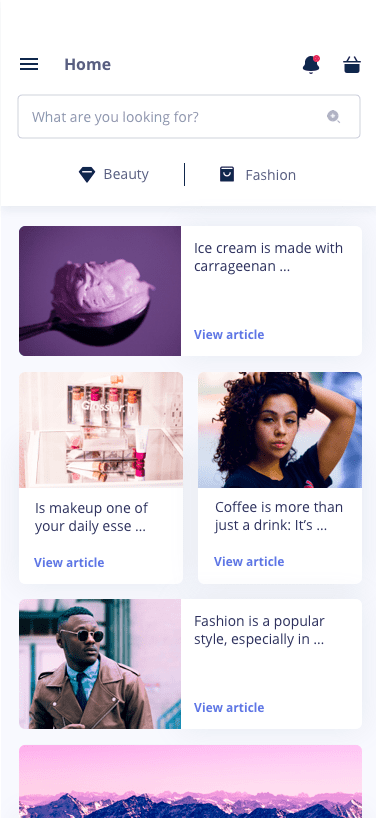 Home
What are you looking for?
Beauty
Fashion
Ice cream is made with
carrageenan ...
View article
Glossier.
Is makeup one of
your daily esse ...
View article
Coffee is more than
just a drink: It's ...
View article
Fashion is a popular
style, especially in ...
View article